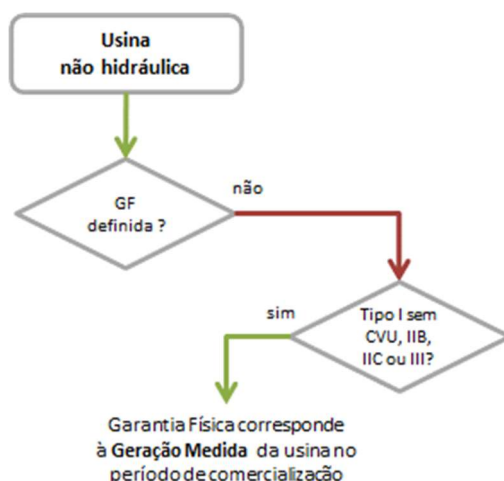 Usina
não hidráulica
GF
definida ?
não
Tipo I sem
CVU, IIB,
IIC ou III?
sim
Garantia Física corresponde
à Geração Medida da usina no
período de comercialização